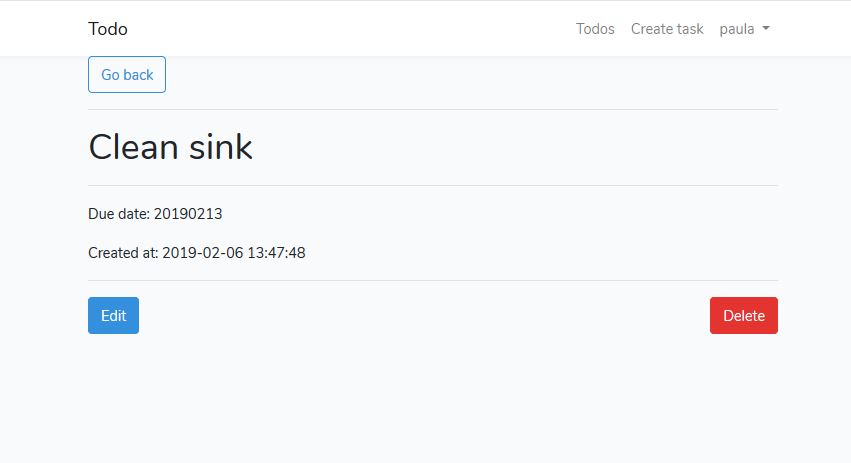 Todo Todos Create task paula
Go back
Clean sink
Due date: 20190213
Created at: 2019-02-06 13:47:48
Edit Delete